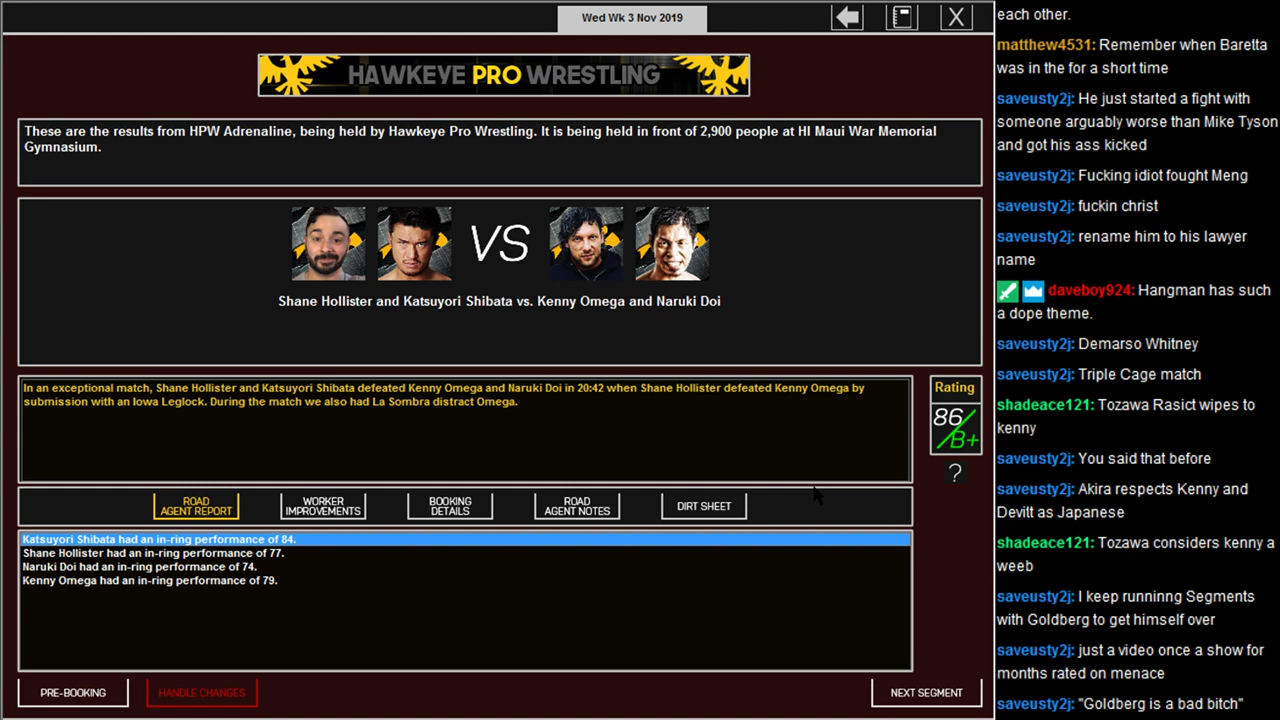 Wed Wk 3 Nov 2019
X
HAWKEYE PRO WRESTLING
These are the results from HPW Adrenaline, being held by Hawkeye Pro Wrestling. It is being held in front of 2,900 people at HI Maui War Memorial
Gymnasium.
VS
Shane Hollister and Katsuyori Shibata vs. Kenny Omega and Naruki Doi
In an exceptional match, Shane Hollister and Katsuyori Shibata defeated Kenny Omega and Naruki Doi in 20:42 when Shane Hollister defeated Kenny Omega by
submission with an Iowa Leglock. During the match we also had La Sombra distract Omega.
Rating
86/B+
?
ROAD
AGENT REPORT
WORKER
IMPROVEMENTS
BOOKING
DETAILS
ROAD
AGENT NOTES
DIRT SHEET
Katsuyori Shibata had an in-ring performance of 84.
Shane Hollister had an in-ring performance of 77.
Naruki Doi had an in-ring performance of 74.
Kenny Omega had an in-ring performance of 79.
PRE-BOOKING
HANDLE CHANGES
NEXT SEGMENT
each other.
matthew4531: Remember when Baretta
was in the for a short time
saveusty2j: He just started a fight with
someone arguably worse than Mike Tyson
and got his ass kicked
saveusty2j: Fucking idiot fought Meng
saveusty2j: fuckin christ
saveusty2j: rename him to his lawyer
name
daveboy924: Hangman has such
a dope theme.
saveusty2j: Demarso Whitney
saveusty2j: Triple Cage match
shadeace121: Tozawa Rasict wipes to
kenny
saveusty2j: You said that before
saveusty2j: Akira respects Kenny and
Devitt as Japanese
shadeace121: Tozawa considers kenny a
weeb
saveusty2j: I keep runninng Segments
with Goldberg to get himself over
saveusty2j: just a video once a show for
months rated on menace
saveusty2j: "Goldberg is a bad bitch"